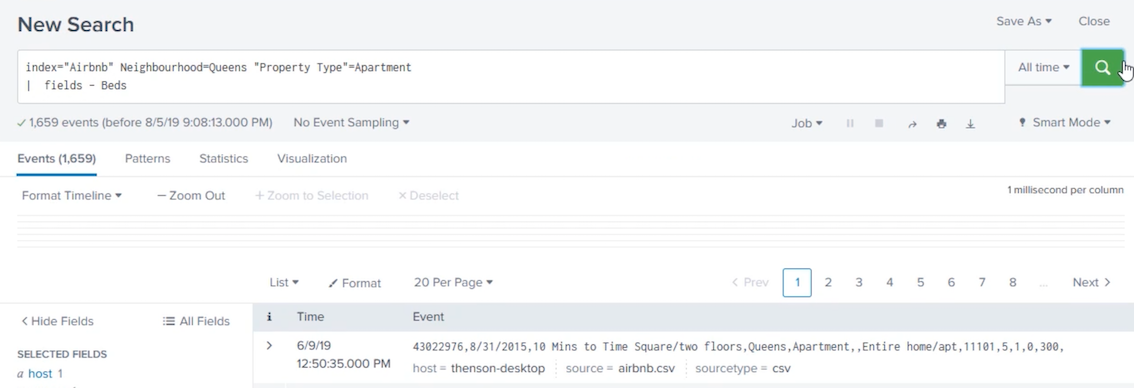 New Search
Save As
Close
index="Airbnb" Neighbourhood=Queens "Property Type"=Apartment
| fields - Beds
All time
1,659 events (before 8/5/19 9:08:13.000 PM)
No Event Sampling
Job
Smart Mode
Events (1,659)
Patterns
Statistics
Visualization
Format Timeline
— Zoom Out
+ Zoom to Selection
× Deselect
1 millisecond per column
List
Format
20 Per Page
< Prev
1 2 3 4 5 6 7 8 ...
Next >
< Hide Fields
All Fields
i
Time
Event
SELECTED FIELDS
a host 1
>
6/9/19
12:50:35.000 PM
43022976,8/31/2015,10 Mins to Time Square/two floors,Queens,Apartment,,Entire home/apt,11101,5,1,0,300,
host = thenson-desktop
source = airbnb.csv
sourcetype = csv